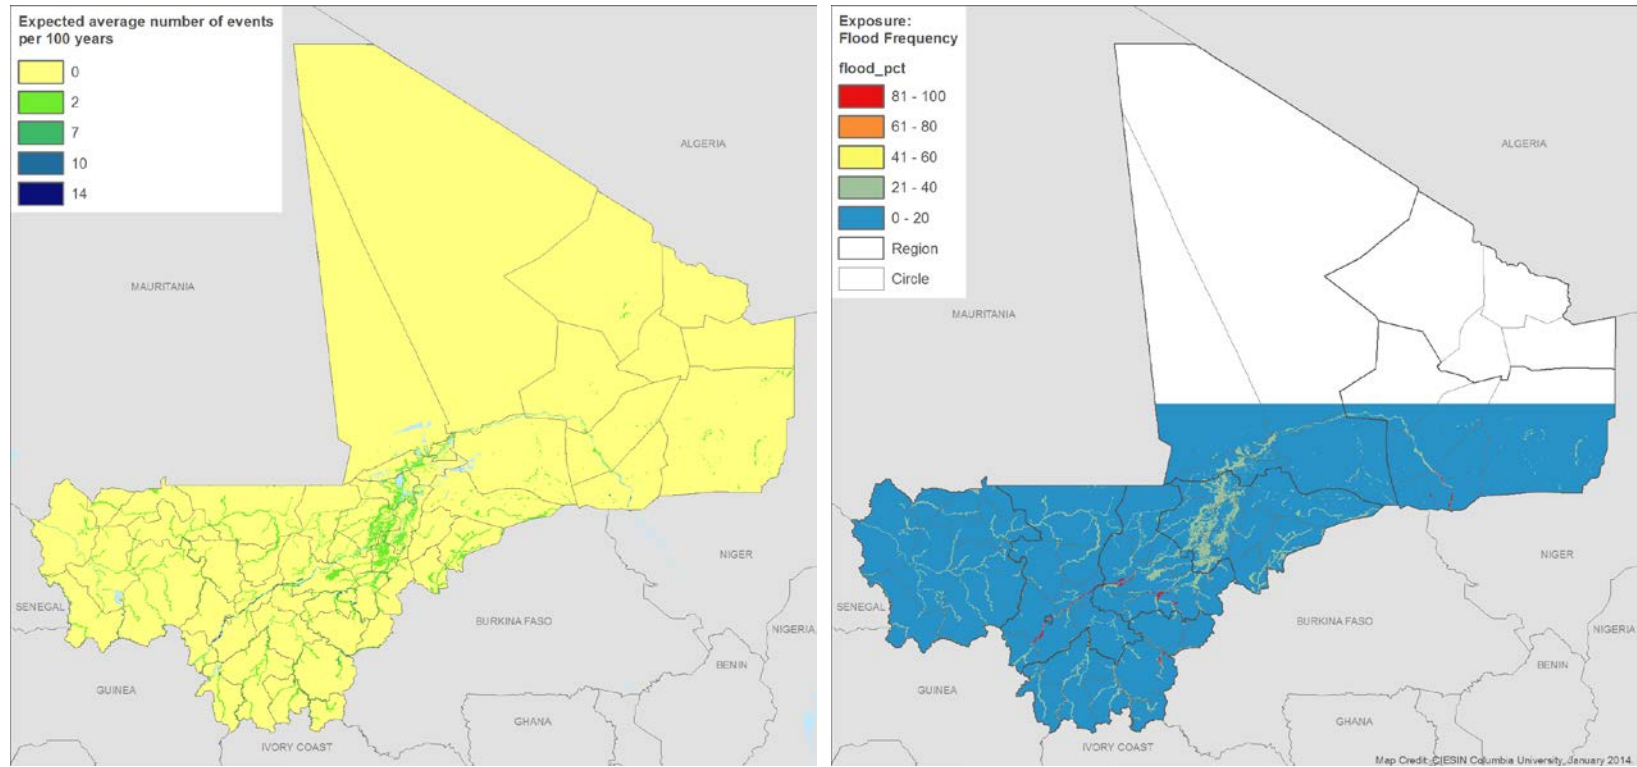 Expected average number of events
per 100 years
0
2
7
10
14
ALGERIA
MAURITANIA
NIGER
SENEGAL
BURKINA FASO
NIGERIA
BENIN
GUINEA
GHANA
IVORY COAST
Exposure:
Flood Frequency
flood_pct
81 - 100
61 - 80
41 - 60
21 - 40
0 - 20
Region
Circle
ALGERIA
MAURITANIA
NIGER
SENEGAL
BURKINA FASO
NIGERIA
BENIN
GUINEA
GHANA
IVORY COAST
Map Credit: CIESIN Columbia University, January 2014.